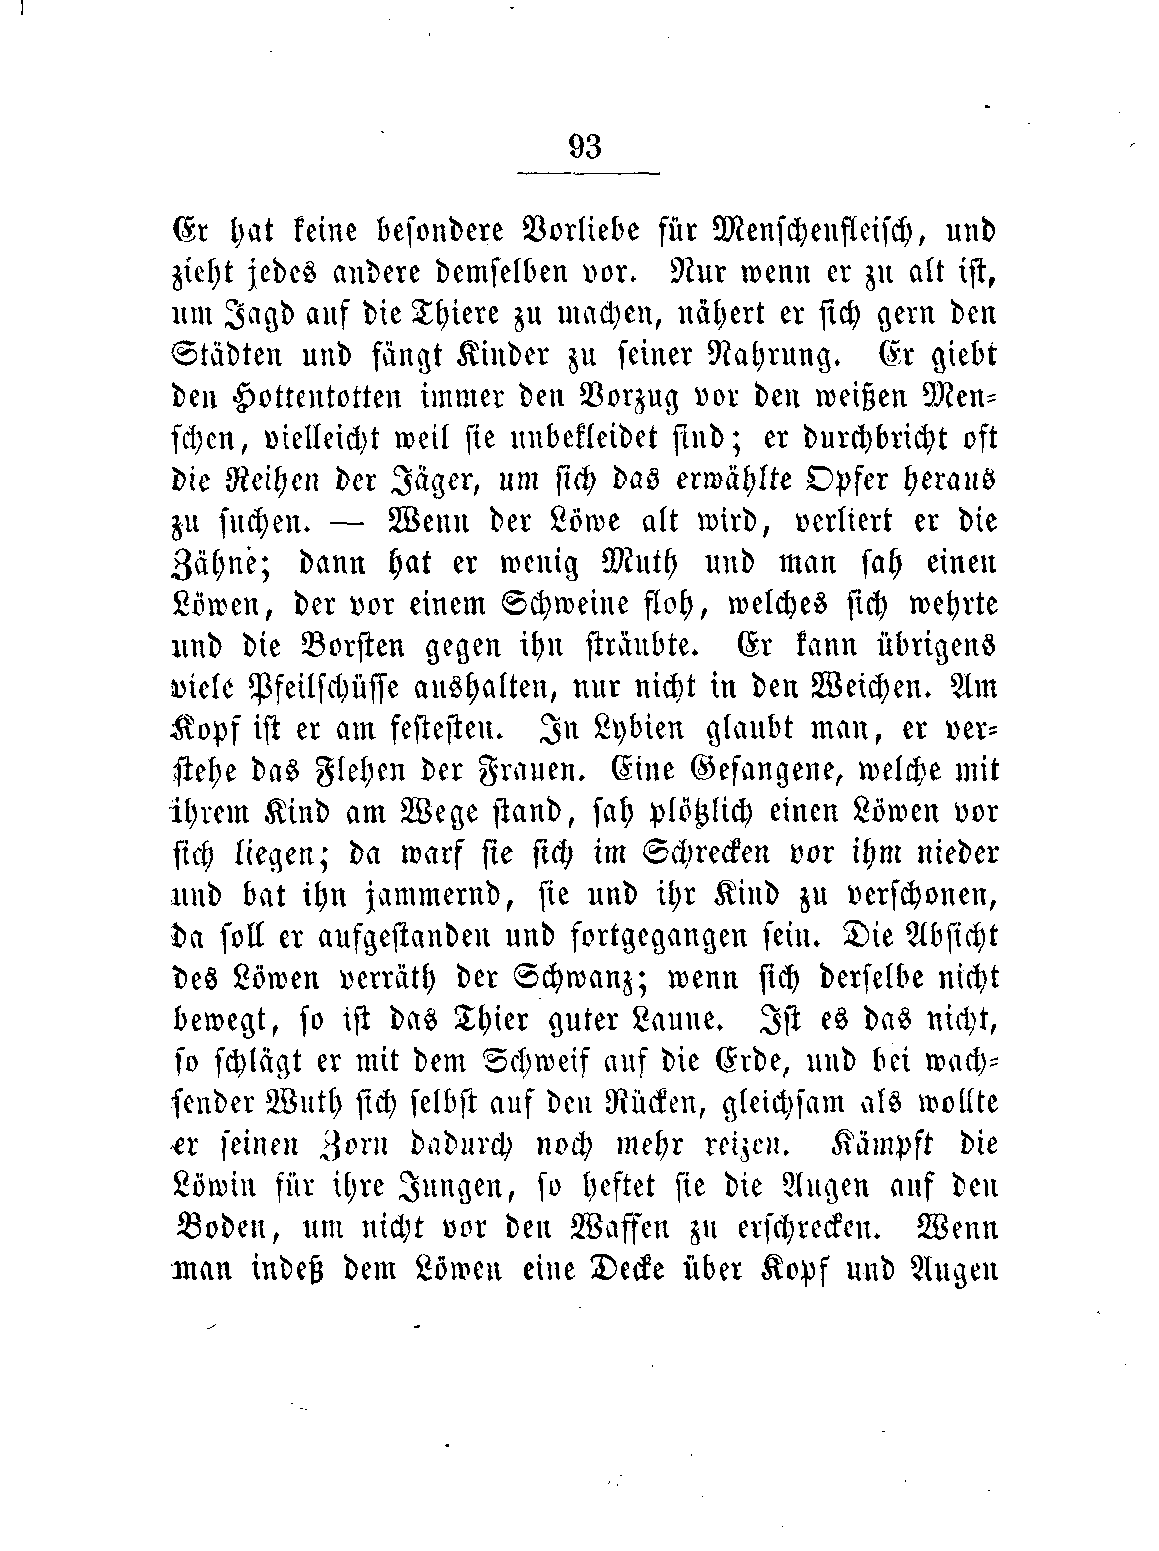 93
Er hat keine besondere Vorliebe für Menschenfleisch, und
zieht jedes andere demselben vor. Nur wenn er zu alt ist,
um Jagd auf die Thiere zu machen, nähert er sich gern den
Städten und fängt Kinder zu seiner Nahrung. Er giebt
den Hottentotten immer den Vorzug vor den weißen Men-
schen, vielleicht weil sie unbekleidet sind; er durchbricht oft
die Reihen der Jäger, um sich das erwählte Opfer heraus
zu suchen. — Wenn der Löwe alt wird, verliert er die
Zähne; dann hat er wenig Muth und man sah einen
Löwen, der vor einem Schweine floh, welches sich wehrte
und die Borsten gegen ihn sträubte. Er kann übrigens
viele Pfeilschüsse aushalten, nur nicht in den Weichen. Am
Kopf ist er am festesten. In Lybien glaubt man, er ver-
stehe das Flehen der Frauen. Eine Gefangene, welche mit
ihrem Kind am Wege stand, sah plötzlich einen Löwen vor
sich liegen; da warf sie sich im Schrecken vor ihm nieder
und bat ihn jammernd, sie und ihr Kind zu verschonen,
da soll er aufgestanden und fortgegangen sein. Die Absicht
des Löwen verräth der Schwanz; wenn sich derselbe nicht
bewegt, so ist das Thier guter Laune. Ist es das nicht,
so schlägt er mit dem Schweif auf die Erde, und bei wach-
sender Wuth sich selbst auf den Rücken, gleichsam als wollte
er seinen Zorn dadurch noch mehr reizen. Kämpft die
Löwin für ihre Jungen, so heftet sie die Augen auf den
Boden, um nicht vor den Waffen zu erschrecken. Wenn
man indeß dem Löwen eine Decke über Kopf und Augen